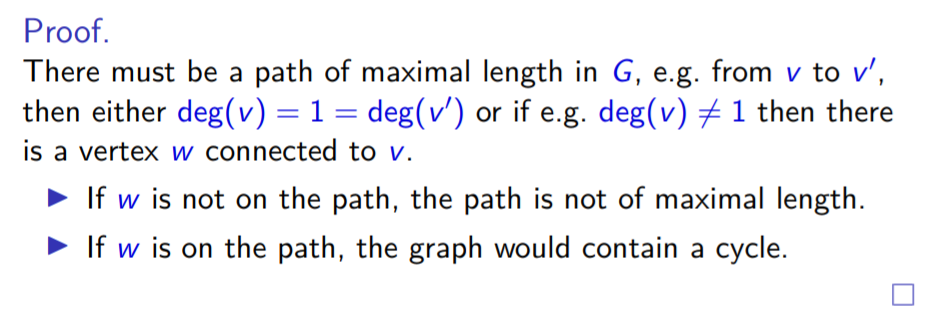 Proof.
There must be a path of maximal length in G, e.g. from v to v′,
then either deg(v) = 1 = deg(v′) or if e.g. deg(v) ≠ 1 then there
is a vertex w connected to v.
▶ If w is not on the path, the path is not of maximal length.
▶ If w is on the path, the graph would contain a cycle.
□